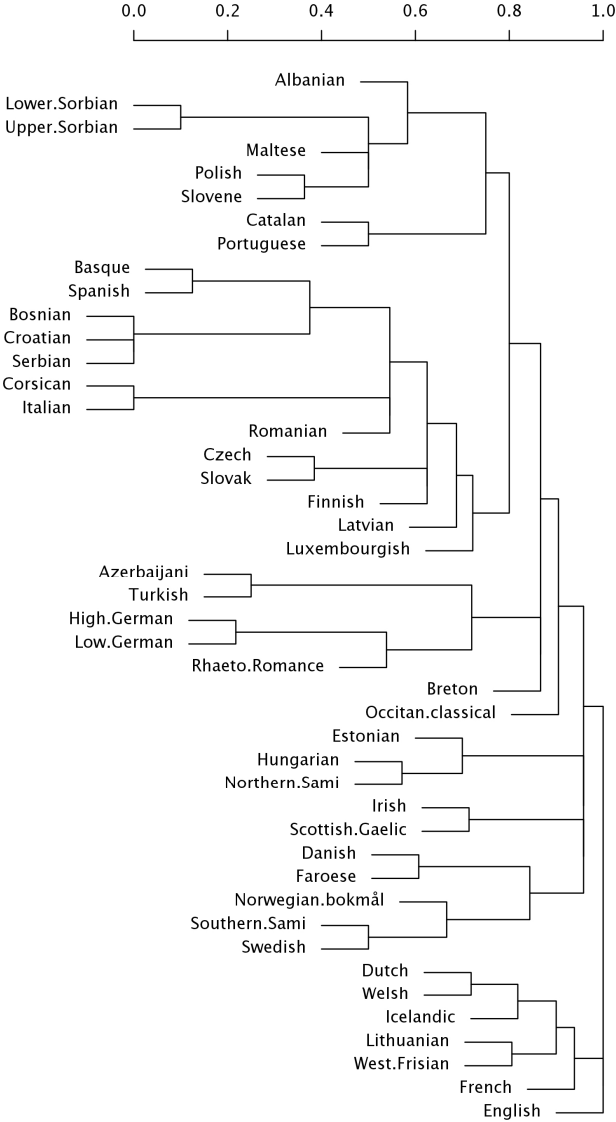 0.0 0.2 0.4 0.6 0.8 1.0
Albanian
Lower.Sorbian
Upper.Sorbian
Maltese
Polish
Slovene
Catalan
Portuguese
Basque
Spanish
Bosnian
Croatian
Serbian
Corsican
Italian
Romanian
Czech
Slovak
Finnish
Latvian
Luxembourgish
Azerbaijani
Turkish
High.German
Low.German
Rhaeto.Romance
Breton
Occitan.classical
Estonian
Hungarian
Northern.Sami
Irish
Scottish.Gaelic
Danish
Faroese
Norwegian.bokmål
Southern.Sami
Swedish
Dutch
Welsh
Icelandic
Lithuanian
West.Frisian
French
English